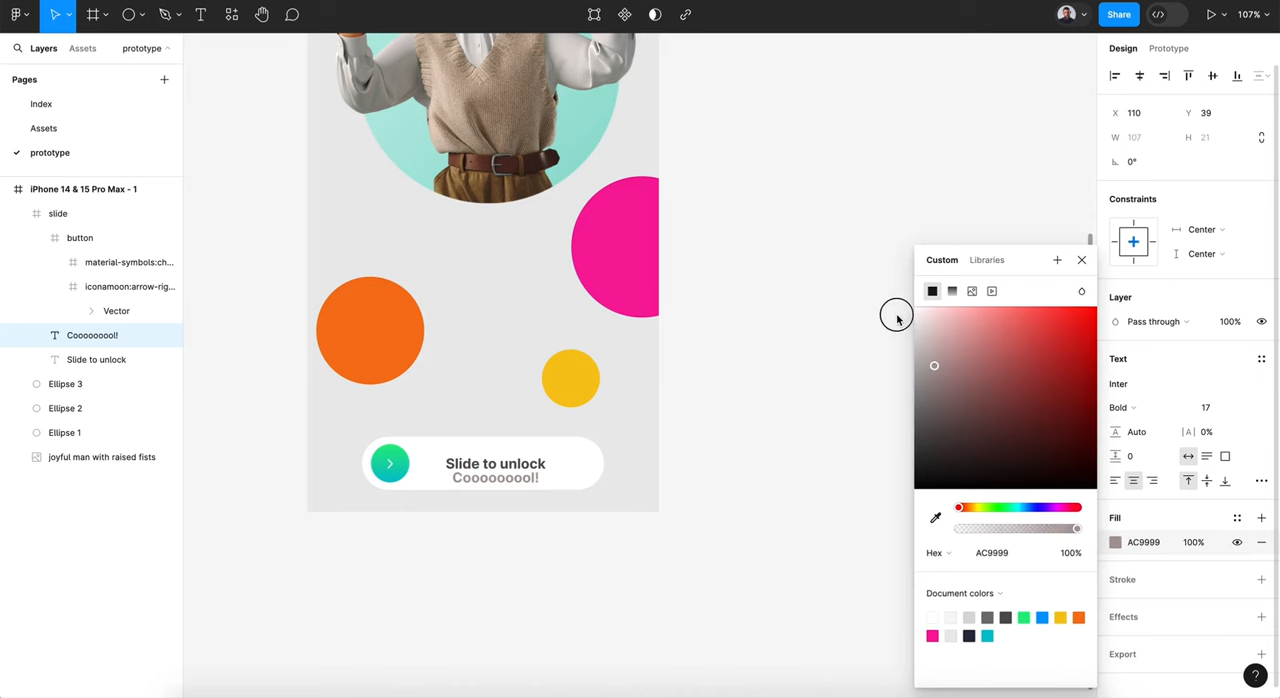 Share
107%
Layers
Assets
prototype
Pages
Index
Assets
prototype
iPhone 14 & 15 Pro Max - 1
slide
button
material-symbols:ch...
iconamoon:arrow-rig...
Vector
Coooooool!
Slide to unlock
Ellipse 3
Ellipse 2
Ellipse 1
joyful man with raised fists
Slide to unlock
Coooooool!
Custom
Libraries
Hex
AC9999
100%
Document colors
Design
Prototype
X 110
Y 39
W 107
H 21
0°
Constraints
Center
Center
Layer
Pass through
100%
Text
Inter
Bold
17
Auto
|A| 0%
0
Fill
AC9999
100%
Stroke
Effects
Export
?